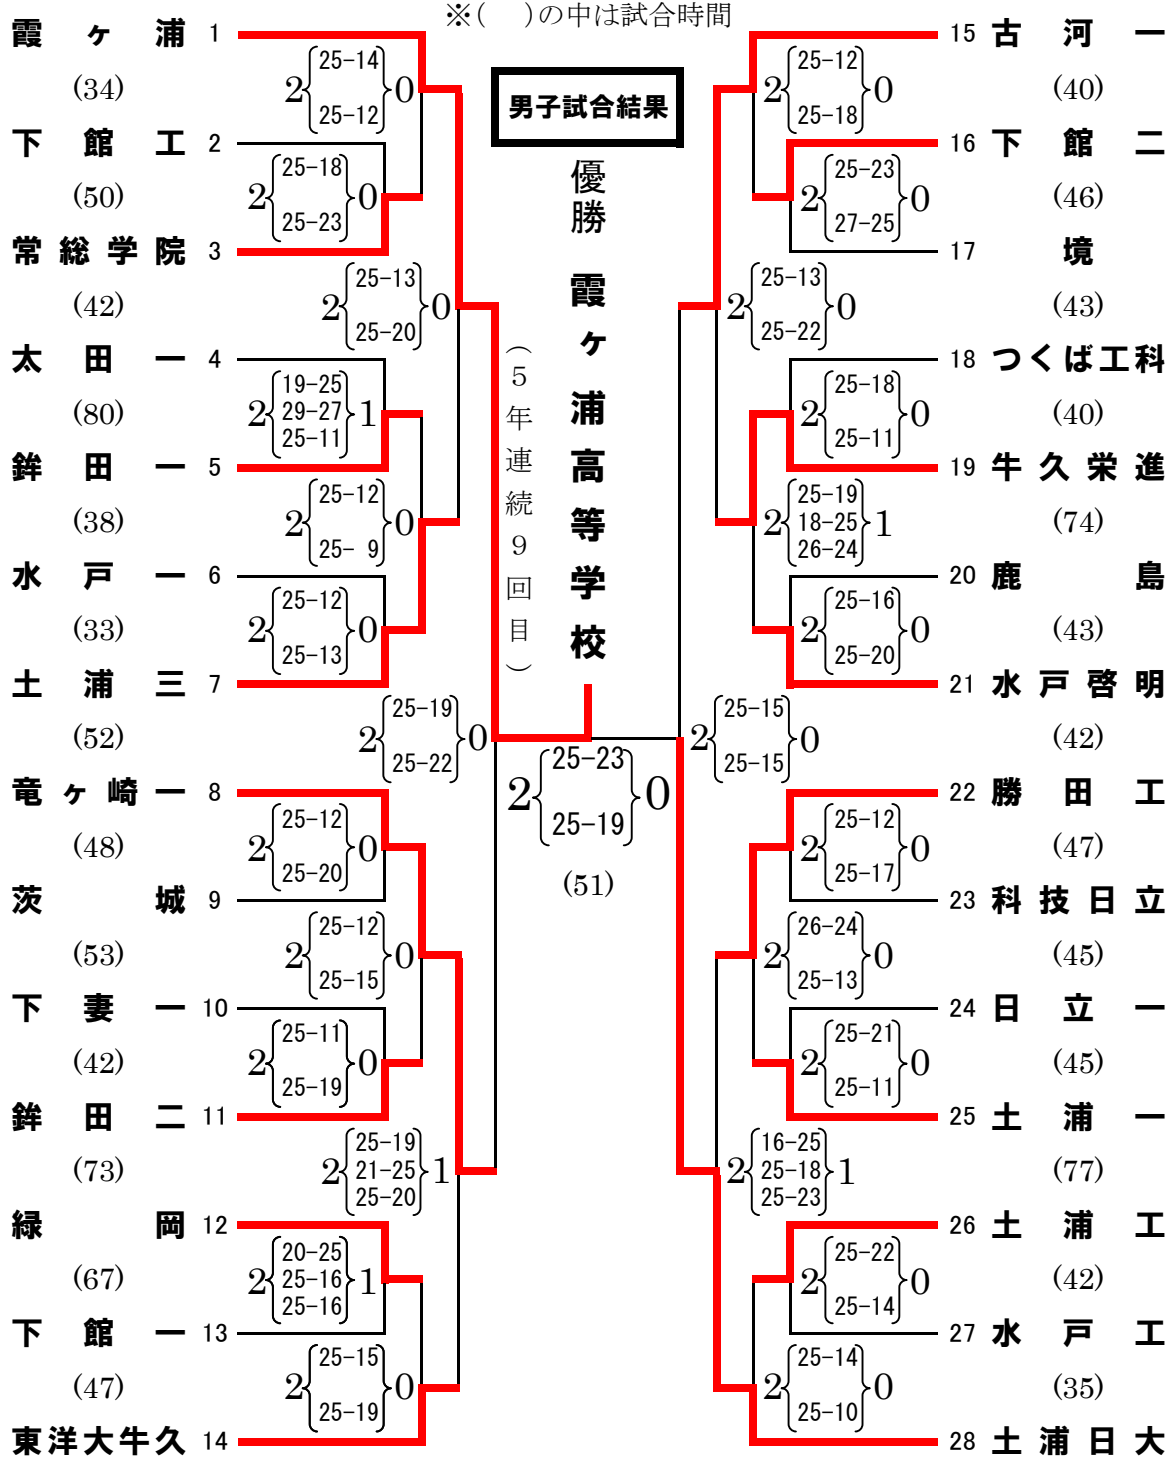 ※( )の中は試合時間
男子試合結果
優勝 霞ヶ浦高等学校
(5年連続9回目)
霞ヶ浦 1
2 25-14 0
25-12
(34)
下館工 2
2 25-18 0
25-23
(50)
常総学院 3
2 25-13 0
25-20
(42)
太田一 4
19-25
2 29-27 1
25-11
(80)
鉾田一 5
2 25-12 0
25- 9
(38)
水戸一 6
2 25-12 0
25-13
(33)
土浦三 7
2 25-19 0
25-22
(52)
竜ヶ崎一 8
2 25-12 0
25-20
(48)
茨城 9
2 25-12 0
25-15
(53)
下妻一 10
2 25-11 0
25-19
(42)
鉾田二 11
25-19
2 21-25 1
25-20
(73)
緑岡 12
20-25
2 25-16 1
25-16
(67)
下館一 13
2 25-15 0
25-19
(47)
東洋大牛久 14
2 25-23 0
25-19
(51)
15 古河一
2 25-12 0
25-18
(40)
16 下館二
2 25-23 0
27-25
(46)
17 境
2 25-13 0
25-22
(43)
18 つくば工科
2 25-18 0
25-11
(40)
19 牛久栄進
25-19
2 18-25 1
26-24
(74)
20 鹿島
2 25-16 0
25-20
(43)
21 水戸啓明
2 25-15 0
25-15
(42)
22 勝田工
2 25-12 0
25-17
(47)
23 科技日立
2 26-24 0
25-13
(45)
24 日立一
2 25-21 0
25-11
(45)
25 土浦一
16-25
2 25-18 1
25-23
(77)
26 土浦工
2 25-22 0
25-14
(42)
27 水戸工
2 25-14 0
25-10
(35)
28 土浦日大